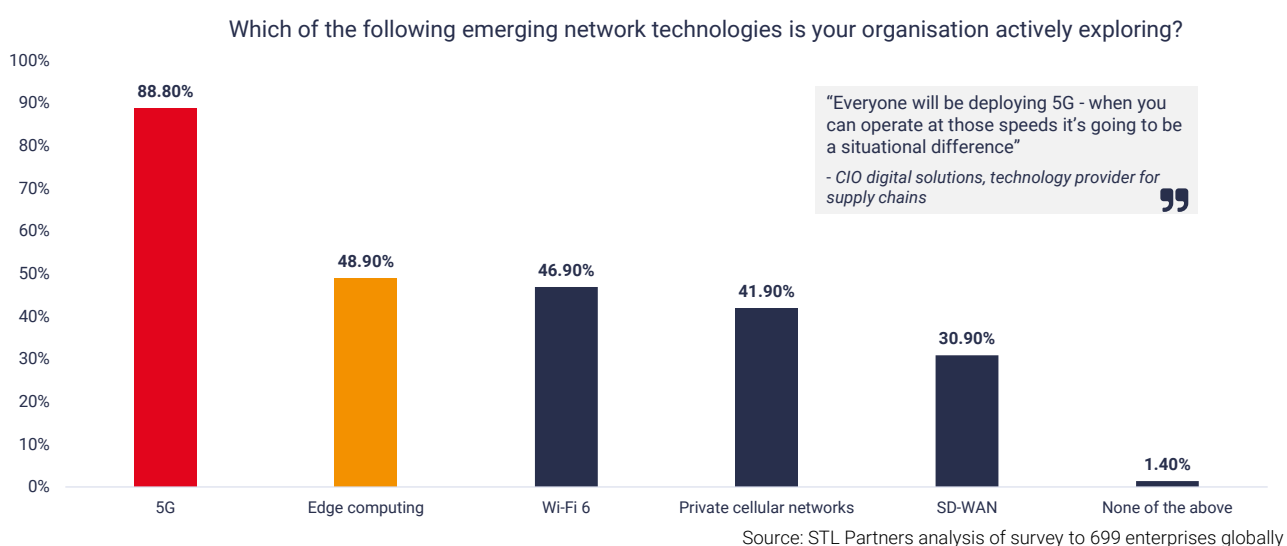 Which of the following emerging network technologies is your organisation actively exploring?
100%
90%
80%
70%
60%
50%
40%
30%
20%
10%
0%
88.80%
48.90%
46.90%
41.90%
30.90%
1.40%
“Everyone will be deploying 5G - when you
can operate at those speeds it’s going to be
a situational difference”
- CIO digital solutions, technology provider for
supply chains
”
5G
Edge computing
Wi-Fi 6
Private cellular networks
SD-WAN
None of the above
Source: STL Partners analysis of survey to 699 enterprises globally